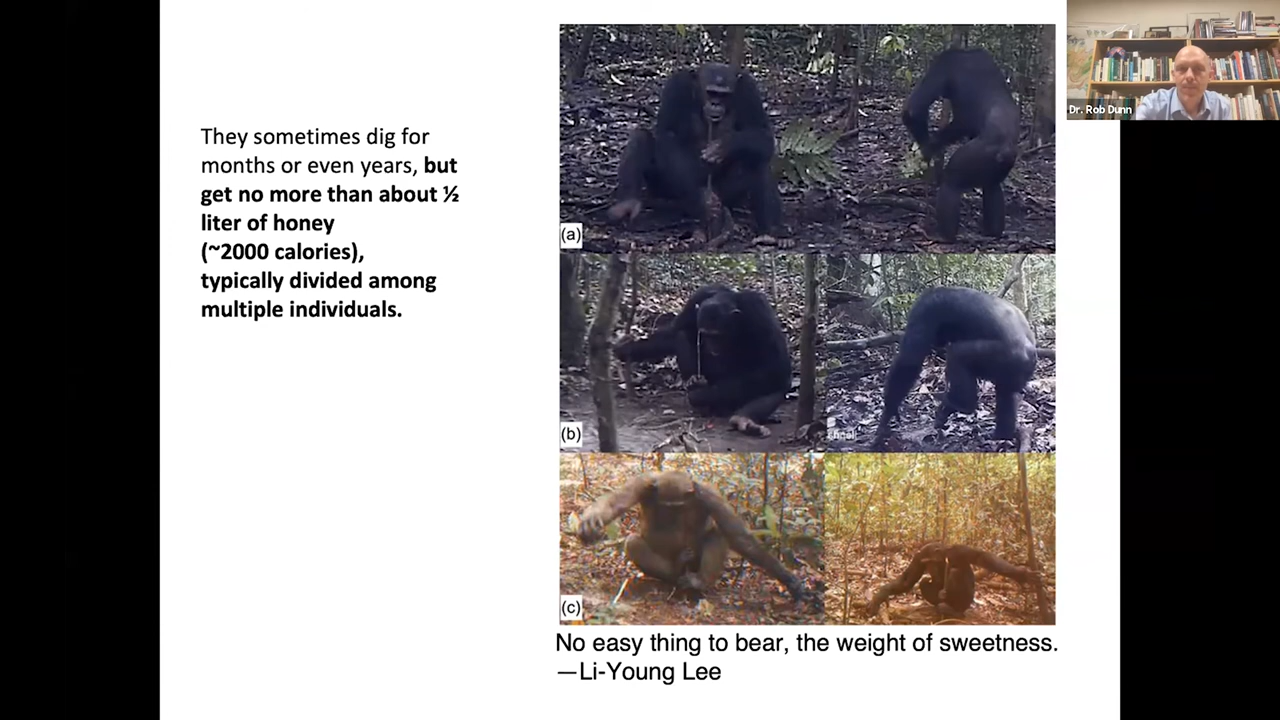 They sometimes dig for
months or even years, but
get no more than about ½
liter of honey
(~2000 calories),
typically divided among
multiple individuals.
(a)
(b)
(c)
No easy thing to bear, the weight of sweetness.
—Li-Young Lee
Dr. Rob Dunn